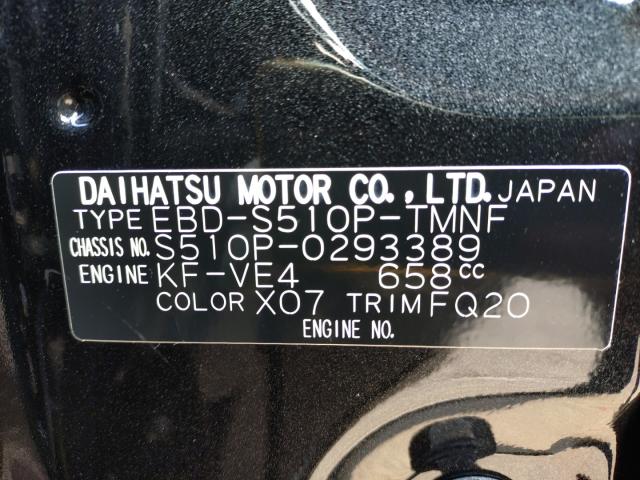 DAIHATSU MOTOR CO., LTD. JAPAN
TYPE EBD-S510P-TMNF
CHASSIS NO. S510P-0293389
ENGINE KF-VE4 658cc
COLOR X07 TRIM FQ20
ENGINE NO.